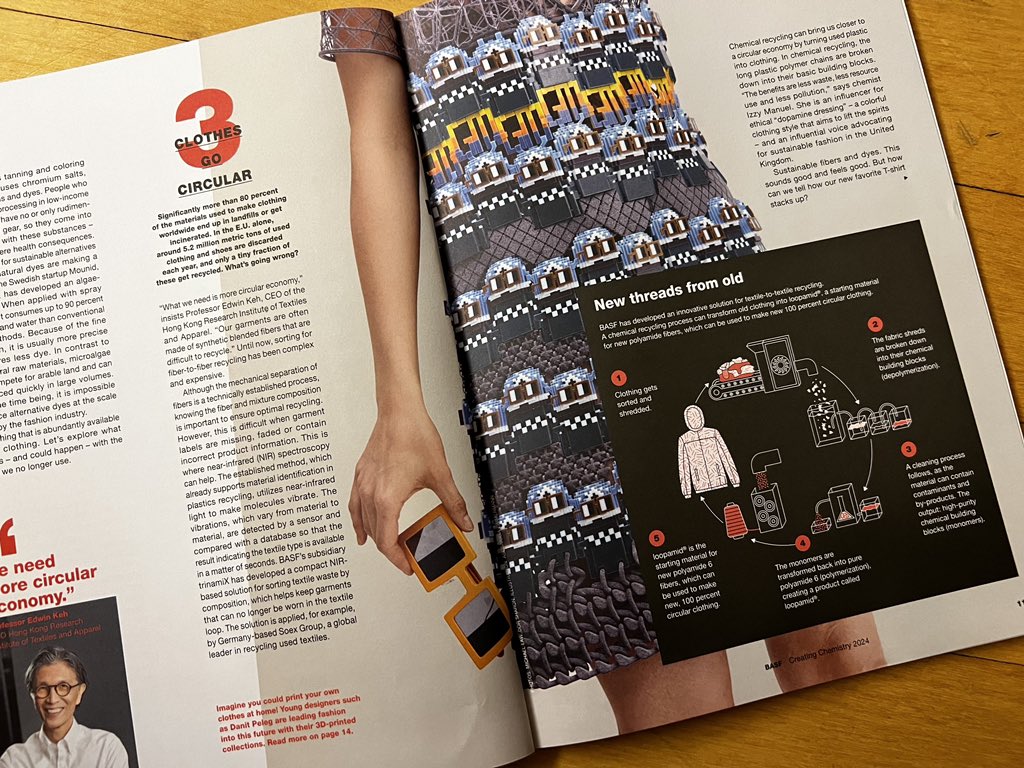 tanning and coloring
uses chromium salts,
s and dyes. People who
processing in low-income
have no or only rudimen-
gear, so they come into
with these substances –
ere health consequences.
for sustainable alternatives
natural dyes are making a
he Swedish startup Mounid,
has developed an algae-
When applied with spray
consumes up to 90 percent
and water than conventional
thods. Because of the fine
n, it is usually more precise
res less dye. In contrast to
al raw materials, microalgae
mpete for arable land and can
ced quickly in large volumes.
e time being, it is impossible
ce alternative dyes at the scale
by the fashion industry.
hing that is abundantly available
clothing. Let's explore what
s – and could happen – with the
we no longer use.
e need
ore circular
conomy."
ofessor Edwin Keh
O Hong Kong Research
stitute of Textiles and Apparel
3
CLOTHES
GO
CIRCULAR
Significantly more than 80 percent
of the materials used to make clothing
worldwide end up in landfills or get
incinerated. In the E.U. alone,
around 5.2 million metric tons of used
clothing and shoes are discarded
each year, and only a tiny fraction of
these get recycled. What's going wrong?
"What we need is more circular economy,"
insists Professor Edwin Keh, CEO of the
Hong Kong Research Institute of Textiles
and Apparel. "Our garments are often
made of synthetic blended fibers that are
difficult to recycle." Until now, sorting for
fiber-to-fiber recycling has been complex
and expensive.
Although the mechanical separation of
fibers is a technically established process,
knowing the fiber and mixture composition
is important to ensure optimal recycling.
However, this is difficult when garment
labels are missing, faded or contain
incorrect product information. This is
where near-infrared (NIR) spectroscopy
can help. The established method, which
already supports material identification in
plastics recycling, utilizes near-infrared
light to make molecules vibrate. The
vibrations, which vary from material to
material, are detected by a sensor and
compared with a database so that the
result indicating the textile type is available
in a matter of seconds. BASF's subsidiary
trinamiX has developed a compact NIR-
based solution for sorting textile waste by
composition, which helps keep garments
that can no longer be worn in the textile
loop. The solution is applied, for example,
by Germany-based Soex Group, a global
leader in recycling used textiles.
Imagine you could print your own
clothes at home! Young designers such
as Danit Peleg are leading fashion
into this future with their 3D-printed
collections. Read more on page 14.
Chemical recycling can bring us closer to
a circular economy by turning used plastic
into clothing. In chemical recycling, the
long plastic polymer chains are broken
down into their basic building blocks.
"The benefits are less waste, less resource
use and less pollution," says chemist
Izzy Manuel. She is an influencer for
ethical "dopamine dressing" – a colorful
clothing style that aims to lift the spirits
– and an influential voice advocating
for sustainable fashion in the United
Kingdom.
Sustainable fibers and dyes. This
sounds good and feels good. But how
can we tell how our new favorite T-shirt
stacks up?
New threads from old
BASF has developed an innovative solution for textile-to-textile recycling.
A chemical recycling process can transform old clothing into loopamid®, a starting material
for new polyamide fibers, which can be used to make new 100 percent circular clothing.
1
Clothing gets
sorted and
shredded.
2
The fabric shreds
are broken down
into their chemical
building blocks
(depolymerization).
3
A cleaning process
follows, as the
material can contain
contaminants and
by-products. The
output: high-purity
chemical building
blocks (monomers).
4
The monomers are
transformed back into pure
polyamide 6 (polymerization),
creating a product called
loopamid®.
5
loopamid® is the
starting material for
new polyamide 6
fibers, which can
be used to make
new, 100 percent
circular clothing.
BASF Creating Chemistry 2024